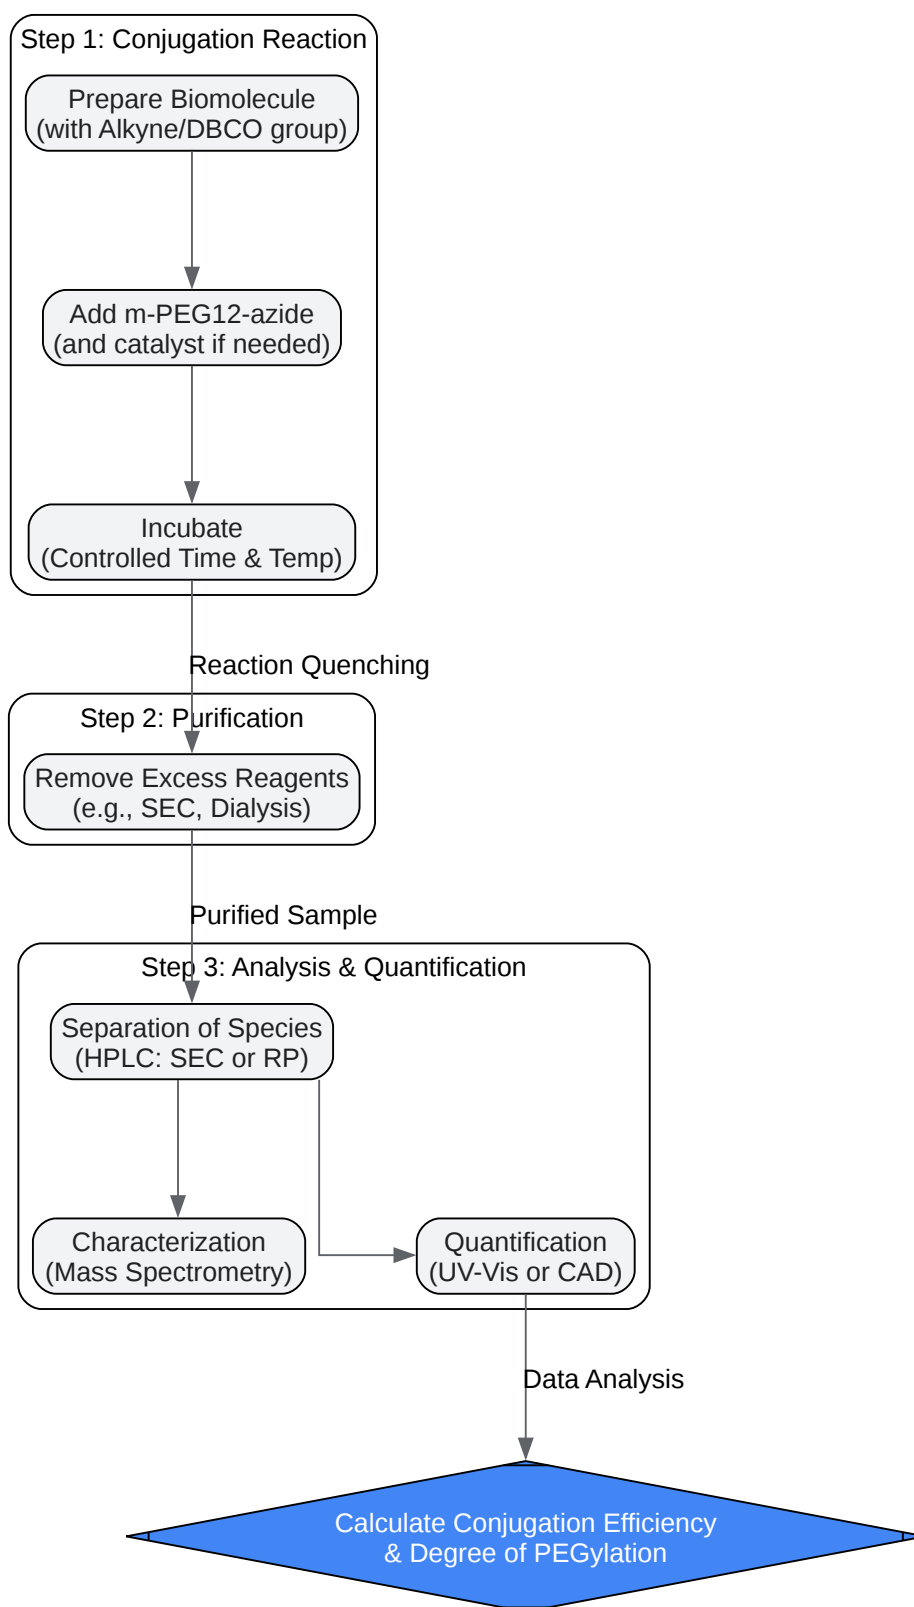 Step 1: Conjugation Reaction
Prepare Biomolecule
(with Alkyne/DBCO group)
Add m-PEG12-azide
(and catalyst if needed)
Incubate
(Controlled Time & Temp)
Reaction Quenching
Step 2: Purification
Remove Excess Reagents
(e.g., SEC, Dialysis)
Purified Sample
Step 3: Analysis & Quantification
Separation of Species
(HPLC: SEC or RP)
Characterization
(Mass Spectrometry)
Quantification
(UV-Vis or CAD)
Data Analysis
Calculate Conjugation Efficiency
& Degree of PEGylation